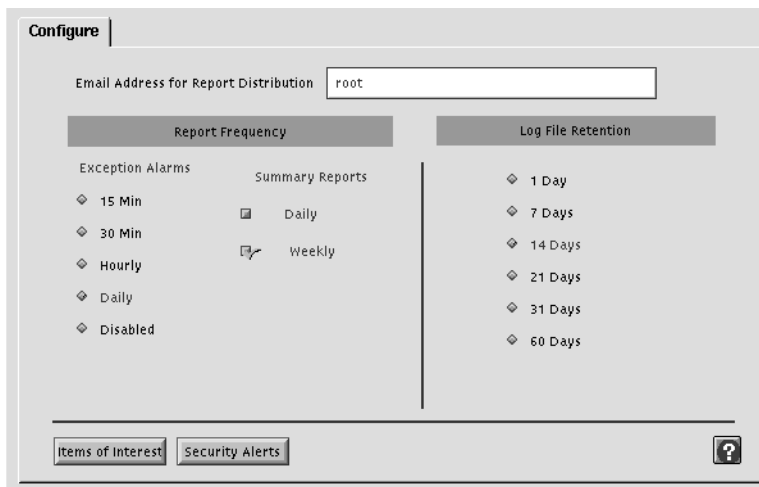 Configure
Email Address for Report Distribution
root
Report Frequency
Exception Alarms
15 Min
30 Min
Hourly
Daily
Disabled
Summary Reports
Daily
Weekly
Log File Retention
1 Day
7 Days
14 Days
21 Days
31 Days
60 Days
Items of Interest
Security Alerts
?